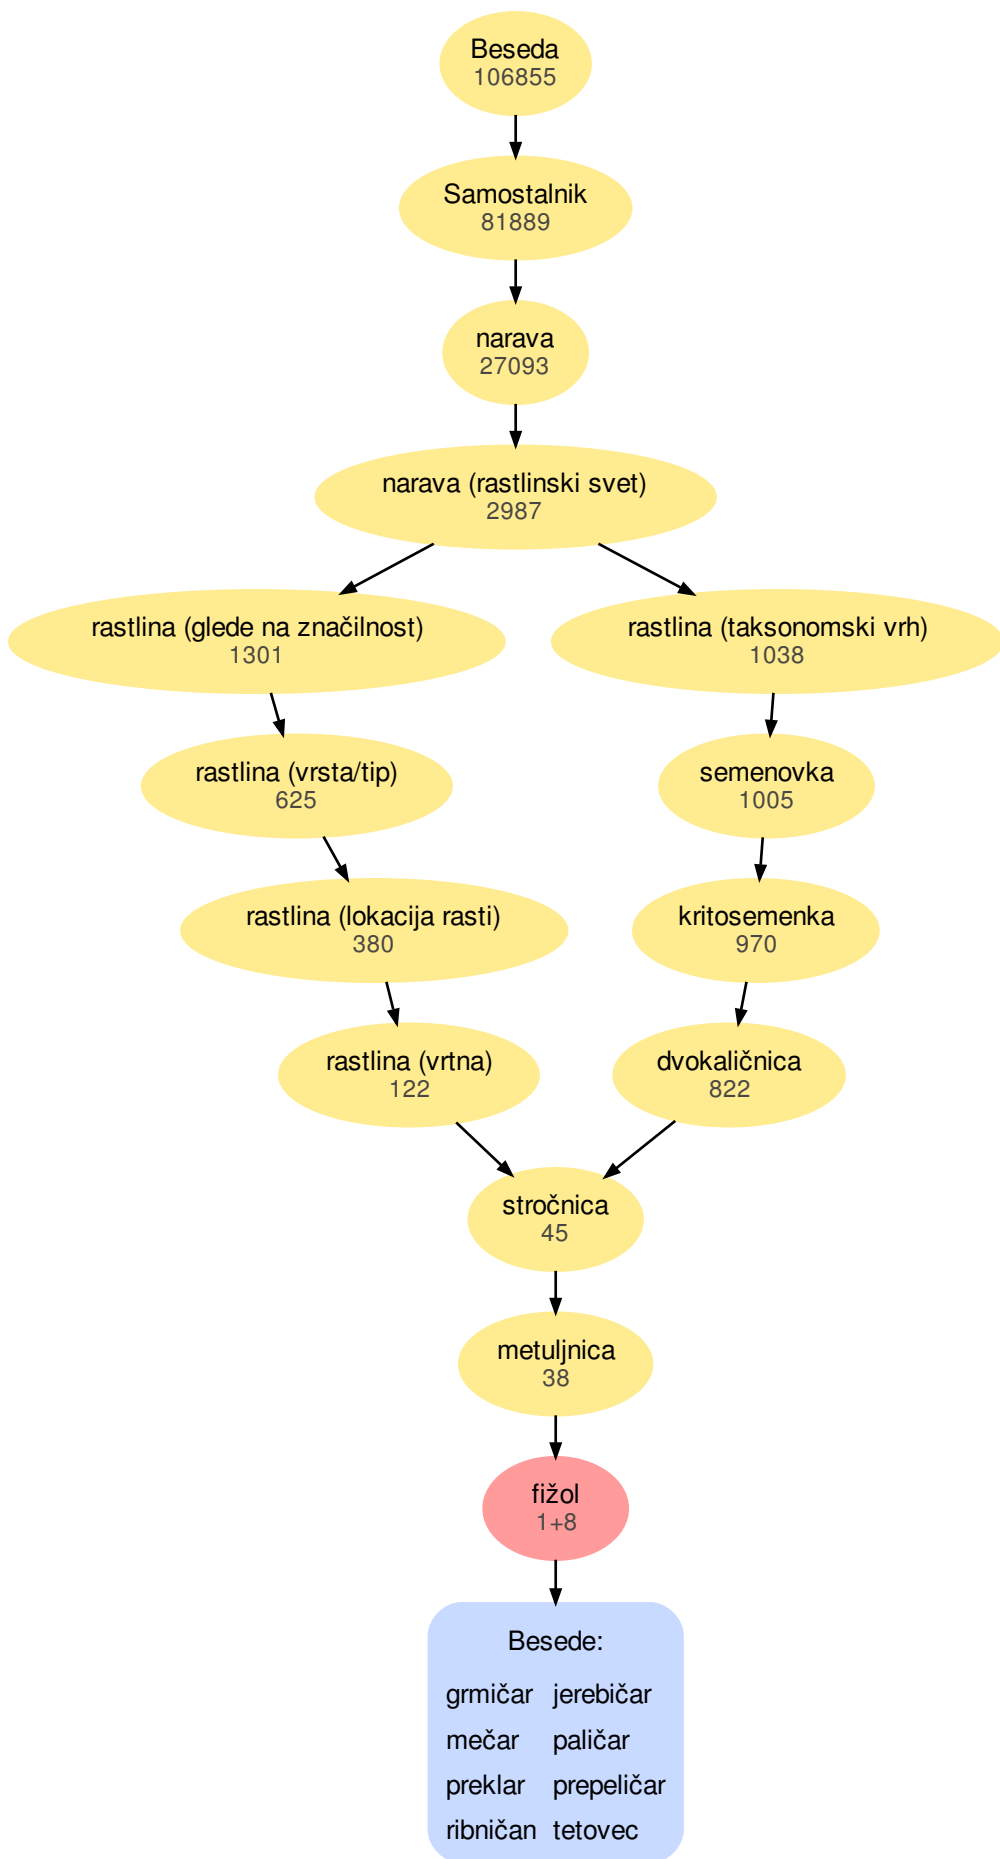 Beseda
106855
Samostalnik
81889
narava
27093
narava (rastlinski svet)
2987
rastlina (glede na značilnost)
1301
rastlina (taksonomski vrh)
1038
rastlina (vrsta/tip)
625
semenovka
1005
rastlina (lokacija rasti)
380
kritosemenka
970
rastlina (vrtna)
122
dvokaličnica
822
stročnica
45
metuljnica
38
fižol
1+8
Besede:
grmičar jerebičar
mečar paličar
preklar prepeličar
ribničan tetovec